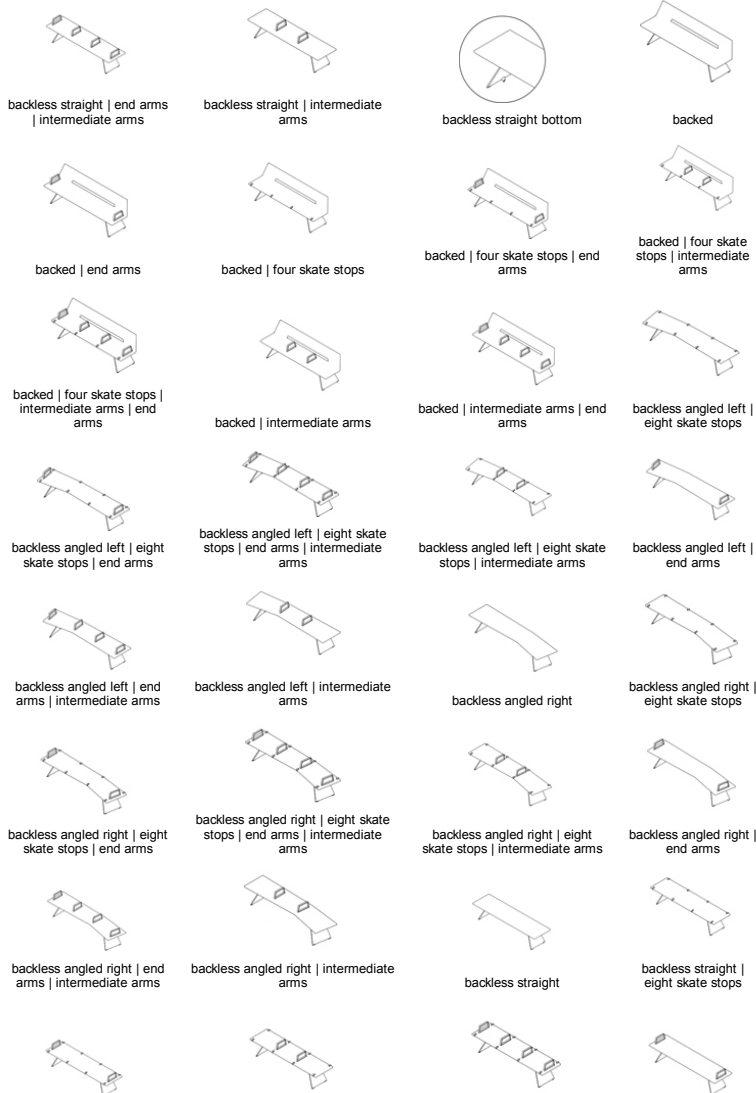 backless straight | end arms
| intermediate arms
backless straight | intermediate
arms
backless straight bottom
backed
backed | end arms
backed | four skate stops
backed | four skate stops | end
arms
backed | four skate
stops | intermediate
arms
backed | four skate stops |
intermediate arms | end
arms
backed | intermediate arms
backed | intermediate arms | end
arms
backless angled left |
eight skate stops
backless angled left | eight
skate stops | end arms
backless angled left | eight skate
stops | end arms | intermediate
arms
backless angled left | eight skate
stops | intermediate arms
backless angled left |
end arms
backless angled left | end
arms | intermediate arms
backless angled left | intermediate
arms
backless angled right
backless angled right |
eight skate stops
backless angled right | eight
skate stops | end arms
backless angled right | eight skate
stops | end arms | intermediate
arms
backless angled right | eight
skate stops | intermediate arms
backless angled right |
end arms
backless angled right | end
arms | intermediate arms
backless angled right | intermediate
arms
backless straight
backless straight |
eight skate stops